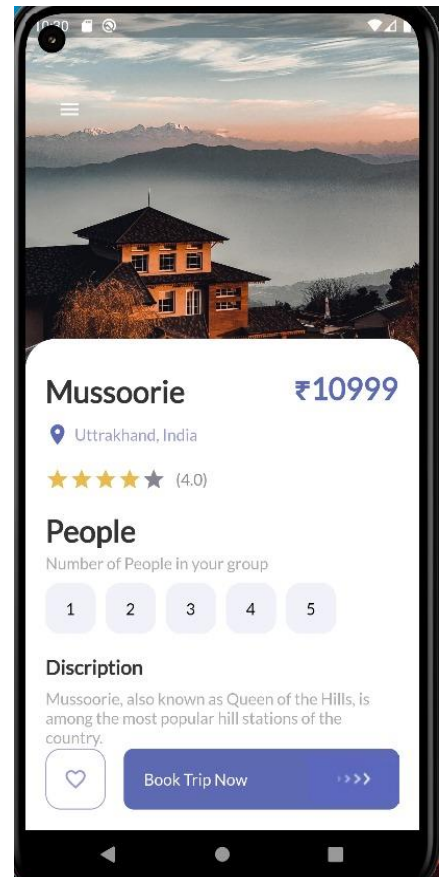 10:20
Mussoorie
₹10999
Uttrakhand, India
(4.0)
People
Number of People in your group
1 2 3 4 5
Discription
Mussoorie, also known as Queen of the Hills, is
among the most popular hill stations of the
country.
Book Trip Now